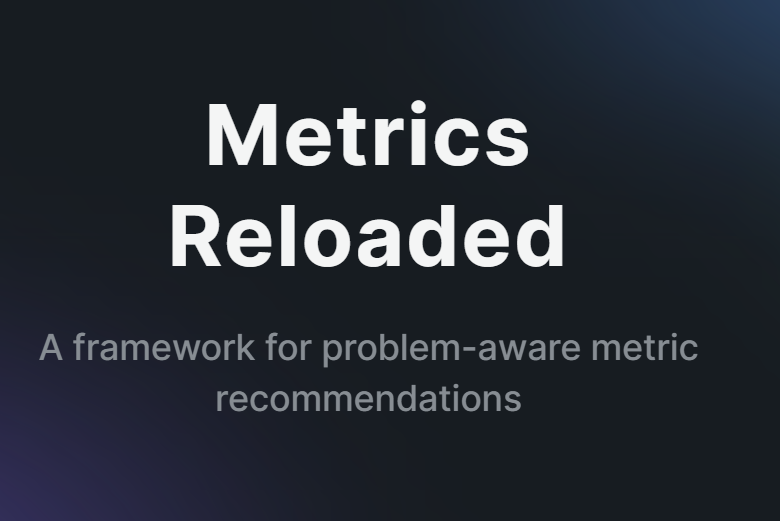 Metrics
Reloaded
A framework for problem-aware metric
recommendations